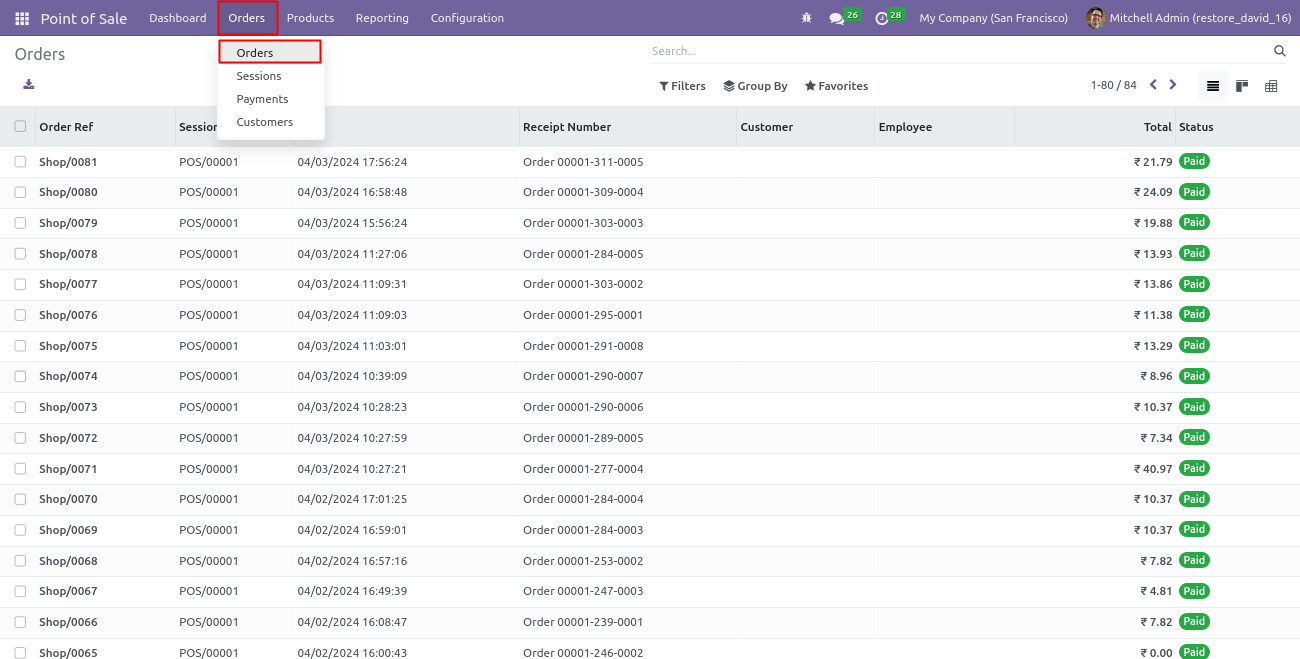 Point of Sale Dashboard Orders Products Reporting Configuration 26 28 My Company (San Francisco) Mitchell Admin (restore_david_16)
Orders
Search...
Orders
Sessions
Payments
Customers
Filters Group By Favorites 1-80 / 84
Order Ref Session Receipt Number Customer Employee Total Status
Shop/0081 POS/00001 04/03/2024 17:56:24 Order 00001-311-0005 ₹ 21.79 Paid
Shop/0080 POS/00001 04/03/2024 16:58:48 Order 00001-309-0004 ₹ 24.09 Paid
Shop/0079 POS/00001 04/03/2024 15:56:24 Order 00001-303-0003 ₹ 19.88 Paid
Shop/0078 POS/00001 04/03/2024 11:27:06 Order 00001-284-0005 ₹ 13.93 Paid
Shop/0077 POS/00001 04/03/2024 11:09:31 Order 00001-303-0002 ₹ 13.86 Paid
Shop/0076 POS/00001 04/03/2024 11:09:03 Order 00001-295-0001 ₹ 11.38 Paid
Shop/0075 POS/00001 04/03/2024 11:03:01 Order 00001-291-0008 ₹ 13.29 Paid
Shop/0074 POS/00001 04/03/2024 10:39:09 Order 00001-290-0007 ₹ 8.96 Paid
Shop/0073 POS/00001 04/03/2024 10:28:23 Order 00001-290-0006 ₹ 10.37 Paid
Shop/0072 POS/00001 04/03/2024 10:27:59 Order 00001-289-0005 ₹ 7.34 Paid
Shop/0071 POS/00001 04/03/2024 10:27:21 Order 00001-277-0004 ₹ 40.97 Paid
Shop/0070 POS/00001 04/02/2024 17:01:25 Order 00001-284-0004 ₹ 10.37 Paid
Shop/0069 POS/00001 04/02/2024 16:59:01 Order 00001-284-0003 ₹ 10.37 Paid
Shop/0068 POS/00001 04/02/2024 16:57:16 Order 00001-253-0002 ₹ 7.82 Paid
Shop/0067 POS/00001 04/02/2024 16:49:39 Order 00001-247-0003 ₹ 4.81 Paid
Shop/0066 POS/00001 04/02/2024 16:08:47 Order 00001-239-0001 ₹ 7.82 Paid
Shop/0065 POS/00001 04/02/2024 16:00:43 Order 00001-246-0002 ₹ 0.00 Paid